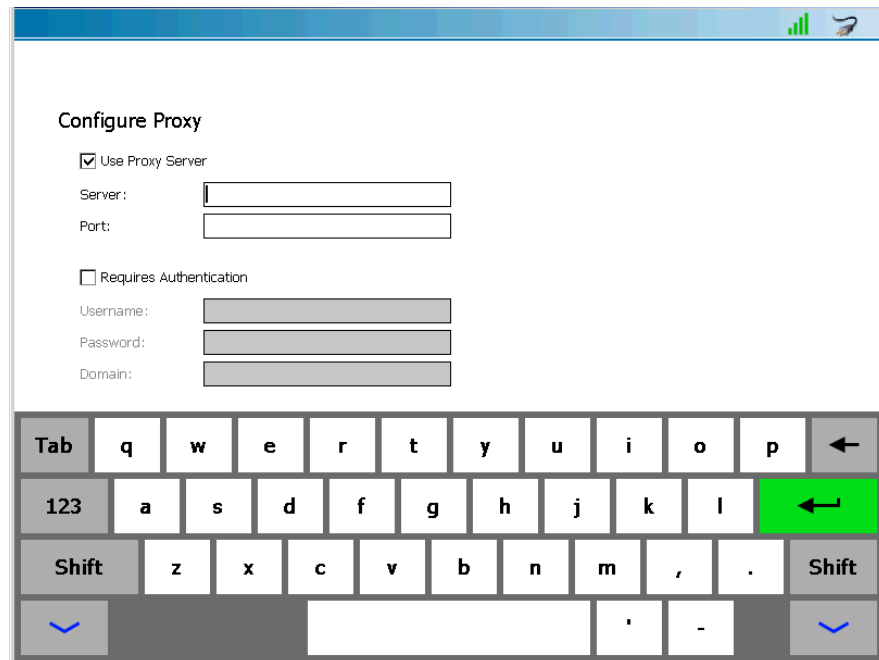 Configure Proxy
Use Proxy Server
Server:
Port:
Requires Authentication
Username:
Password:
Domain:
Tab q w e r t y u i o p
123 a s d f g h j k l
Shift z x c v b n m , . Shift
' -